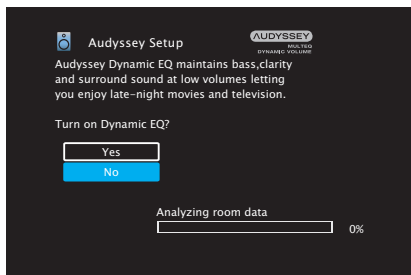 Audyssey Setup
AUDYSSEY
MULTEQ
DYNAMIC VOLUME
Audyssey Dynamic EQ maintains bass,clarity
and surround sound at low volumes letting
you enjoy late-night movies and television.
Turn on Dynamic EQ?
Yes
No
Analyzing room data
0%